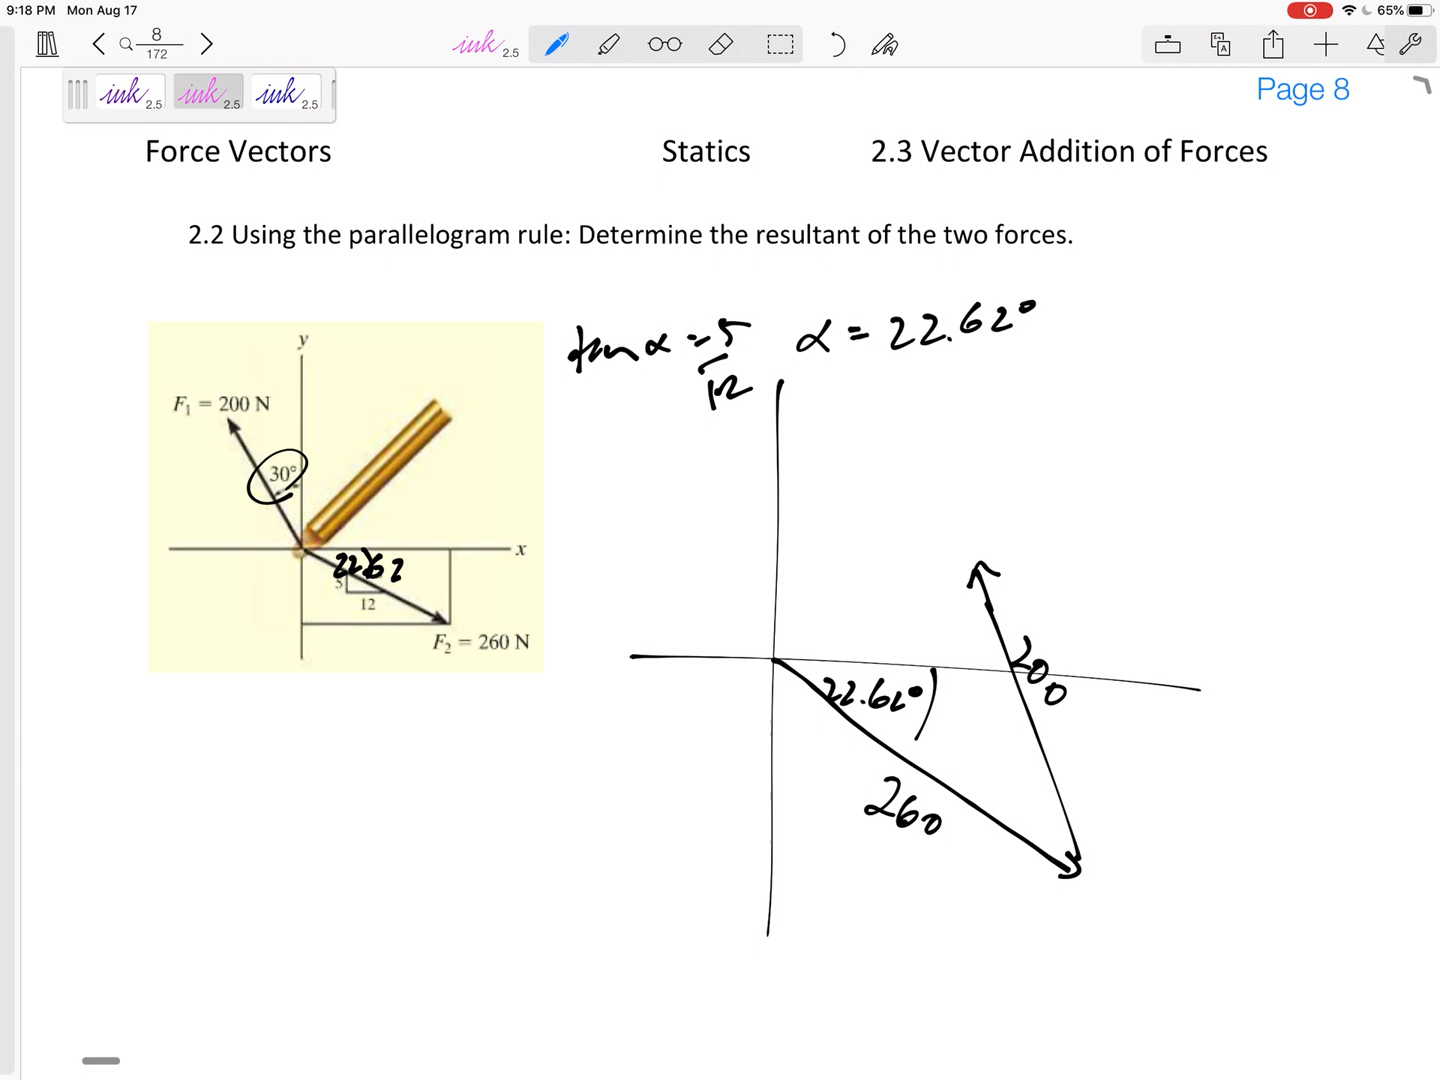 9:18 PM Mon Aug 17
65%
8
172
ink 2.5
ink 2.5
ink 2.5
ink 2.5
Page 8
Force Vectors Statics 2.3 Vector Addition of Forces
2.2 Using the parallelogram rule: Determine the resultant of the two forces.
tan α = 5
12
α = 22.62°
y
F₁ = 200 N
30°
x
22.62
5
12
F₂ = 260 N
22.62°
200
260